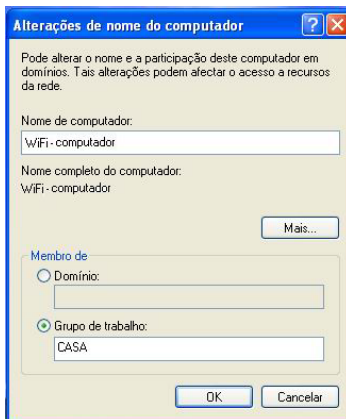 Alterações de nome do computador
Pode alterar o nome e a participação deste computador em
domínios. Tais alterações podem afectar o acesso a recursos
da rede.
Nome de computador:
WiFi-computador
Nome completo do computador:
WiFi-computador
Mais...
Membro de
Domínio:
Grupo de trabalho:
CASA
OK
Cancelar